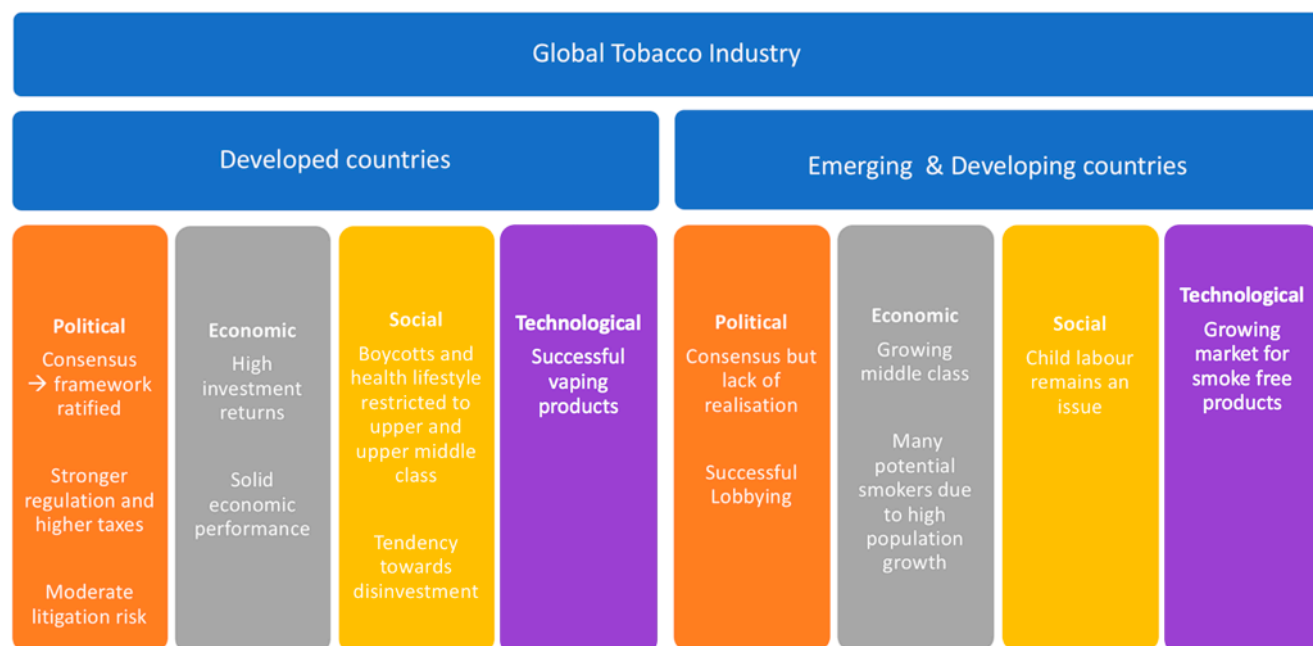 Global Tobacco Industry
Developed countries
Emerging & Developing countries
Political
Consensus
→ framework
ratified
Stronger
regulation and
higher taxes
Moderate
litigation risk
Economic
High
investment
returns
Solid
economic
performance
Social
Boycotts and
health lifestyle
restricted to
upper and
upper middle
class
Tendency
towards
disinvestment
Technological
Successful
vaping
products
Political
Consensus but
lack of
realisation
Successful
Lobbying
Economic
Growing
middle class
Many
potential
smokers due
to high
population
growth
Social
Child labour
remains an
issue
Technological
Growing
market for
smoke free
products